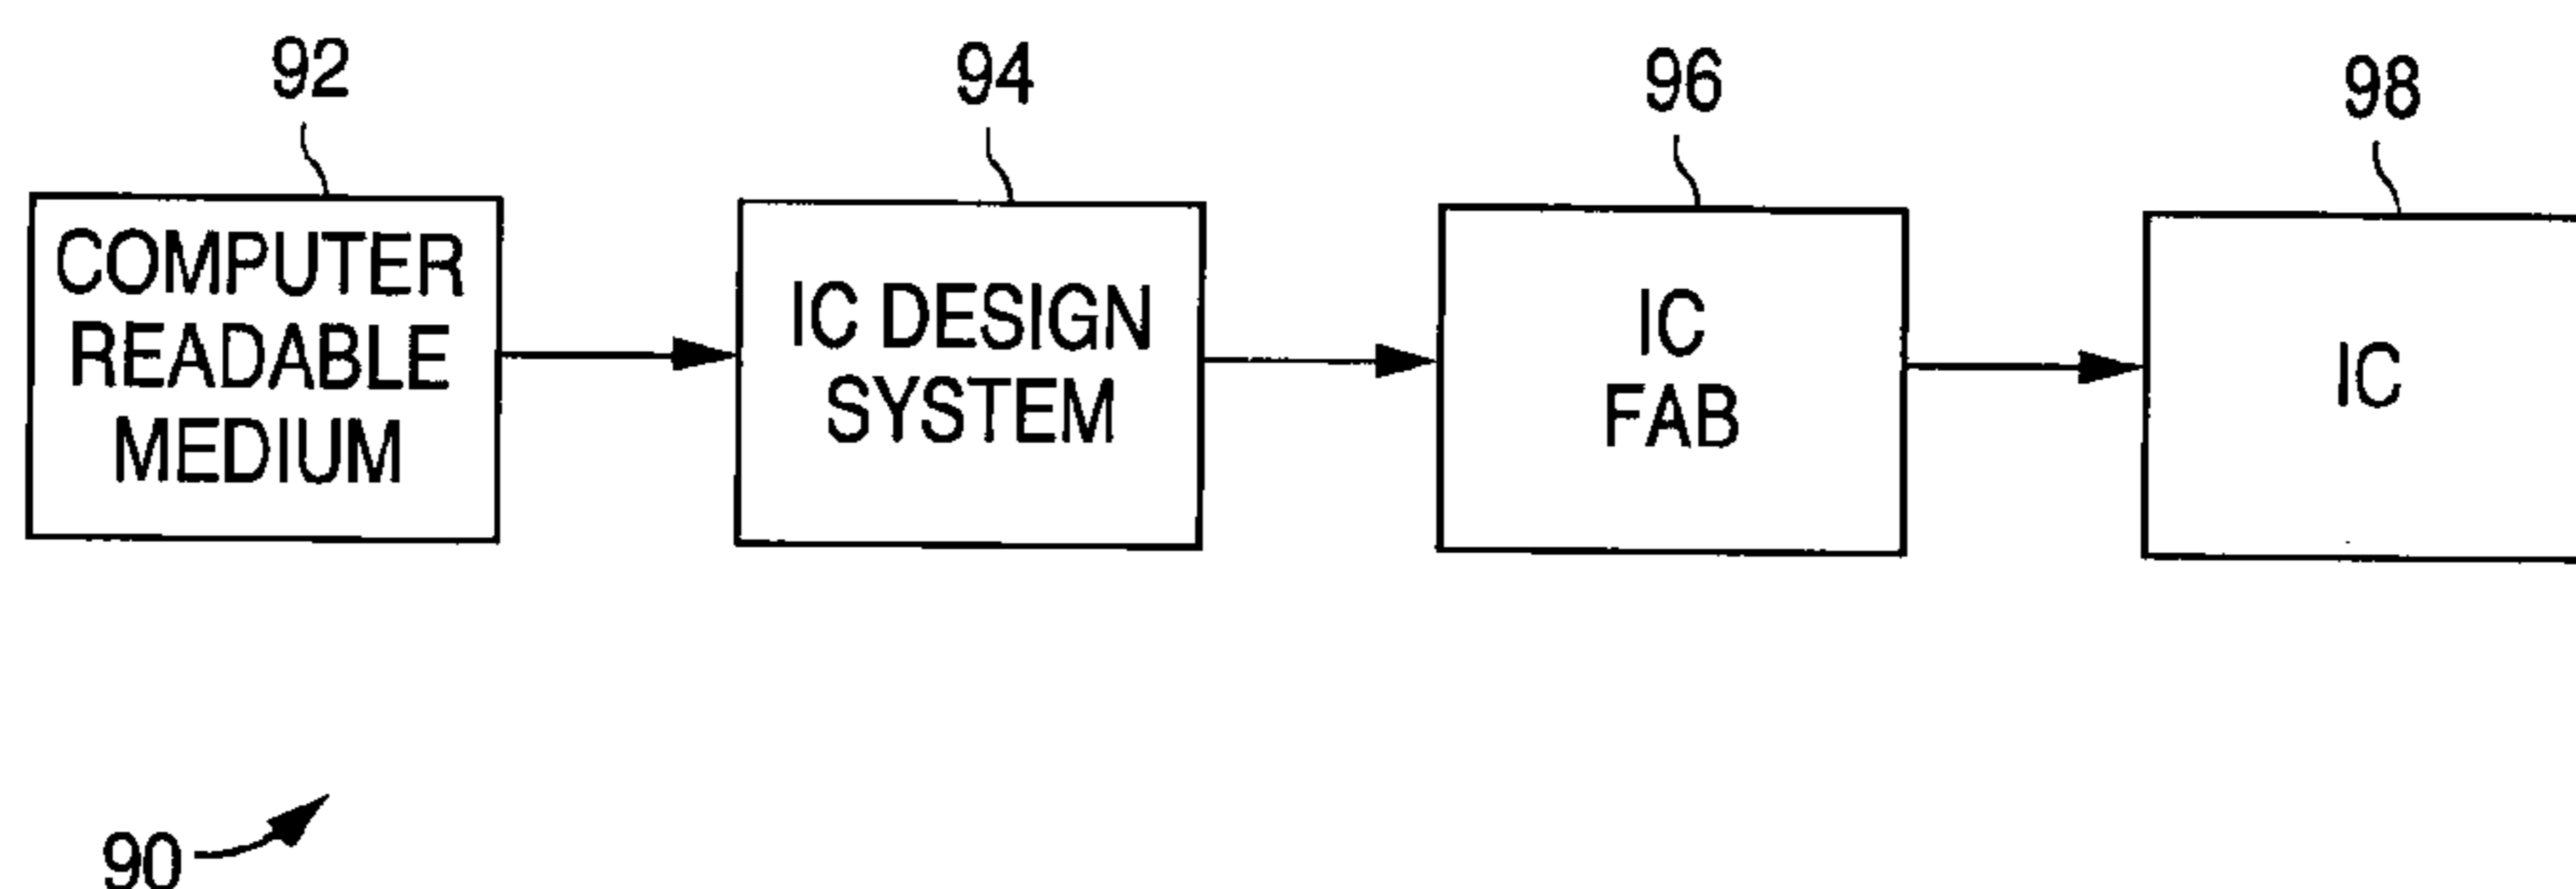 92
94
96
98
COMPUTER
READABLE
MEDIUM
IC DESIGN
SYSTEM
IC
FAB
IC
90